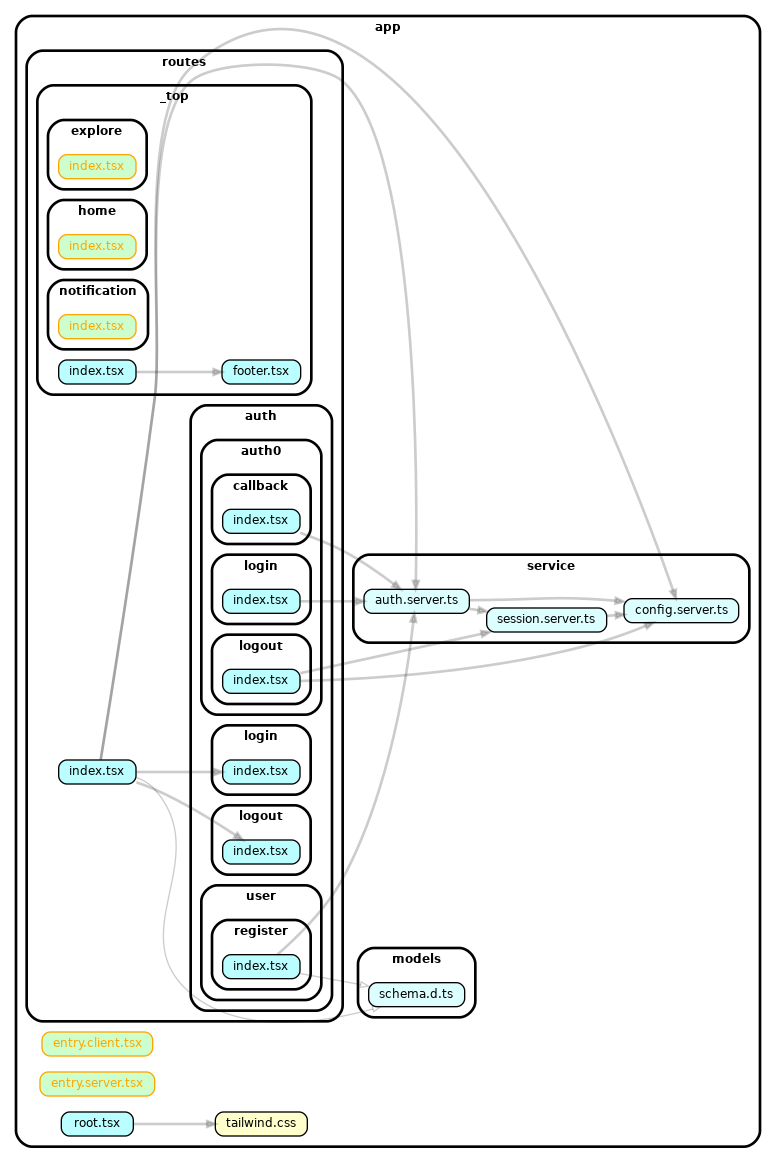 app
routes
_top
explore
index.tsx
home
index.tsx
notification
index.tsx
index.tsx
footer.tsx
auth
auth0
callback
index.tsx
login
index.tsx
logout
index.tsx
service
auth.server.ts
session.server.ts
config.server.ts
index.tsx
login
index.tsx
logout
index.tsx
user
register
index.tsx
models
schema.d.ts
entry.client.tsx
entry.server.tsx
root.tsx
tailwind.css